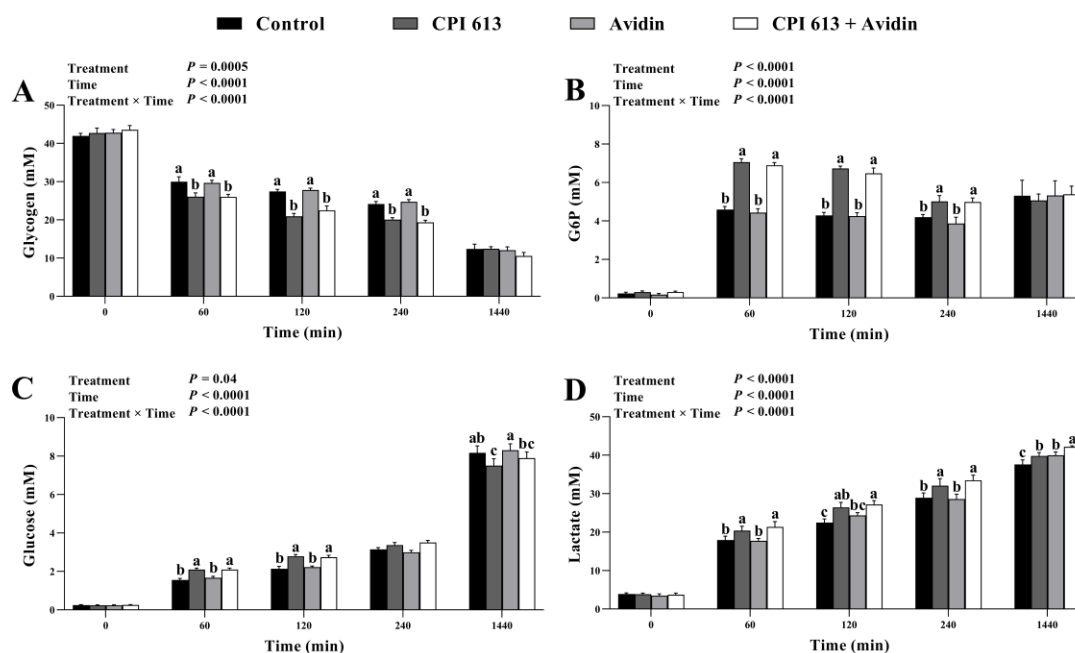 Control CPI 613 Avidin CPI 613 + Avidin
A
Treatment P = 0.0005
Time P < 0.0001
Treatment × Time P < 0.0001
50
40
30
20
10
0
Glycogen (mM)
a b a b
a b a b
a b a b
0 60 120 240 1440
Time (min)
B
Treatment P < 0.0001
Time P < 0.0001
Treatment × Time P < 0.0001
8
6
4
2
0
G6P (mM)
b a b a
b a b a
b a b a
0 60 120 240 1440
Time (min)
C
Treatment P = 0.04
Time P < 0.0001
Treatment × Time P < 0.0001
8
6
4
2
0
Glucose (mM)
b a b a
b a b a
ab c a bc
0 60 120 240 1440
Time (min)
D
Treatment P < 0.0001
Time P < 0.0001
Treatment × Time P < 0.0001
50
40
30
20
10
0
Lactate (mM)
b a b a
c ab bc a
b a b a
c b b a
0 60 120 240 1440
Time (min)